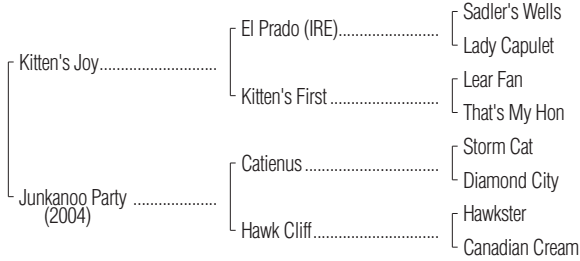 Sadler's Wells
El Prado (IRE)........................
Lady Capulet
Kitten's Joy............................
Lear Fan
Kitten's First ..........................
That's My Hon
Storm Cat
Catienus ................................
Diamond City
Junkanoo Party ....................
(2004)
Hawkster
Hawk Cliff..............................
Canadian Cream